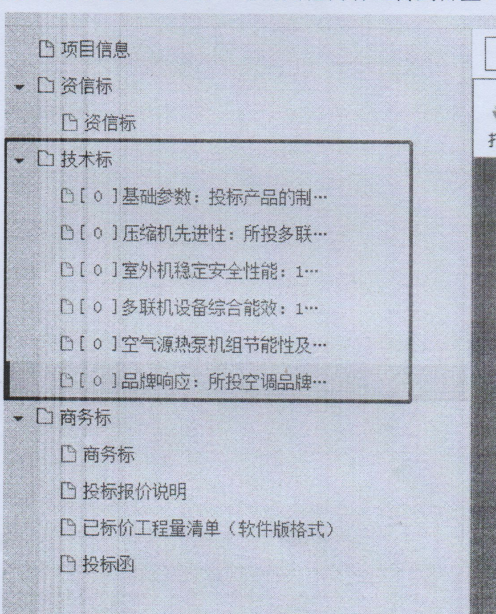 项目信息
资信标
资信标
技术标
[ 0 ]基础参数：投标产品的制…
[ 0 ]压缩机先进性：所投多联…
[ 0 ]室外机稳定安全性能：1…
[ 0 ]多联机设备综合能效：1…
[ 0 ]空气源热泵机组节能性及…
[ 0 ]品牌响应：所投空调品牌…
商务标
商务标
投标报价说明
已标价工程量清单（软件版格式）
投标函